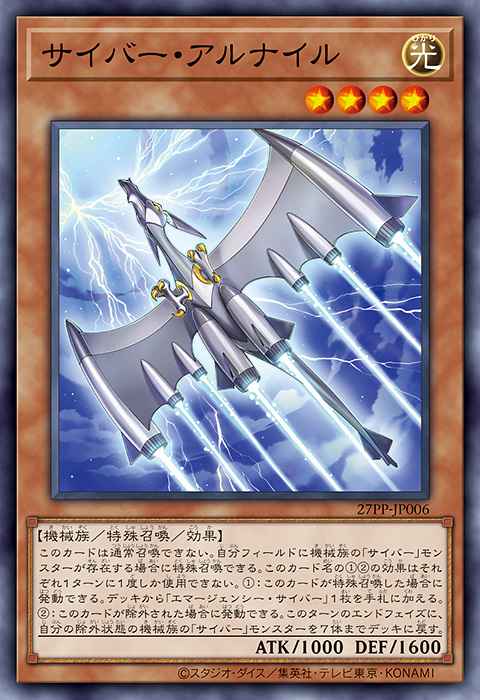 サイバー・アルナイル
光
27PP-JP006
【機械族／特殊召喚／効果】
このカードは通常召喚できない。自分フィールドに機械族の「サイバー」モン
スターが存在する場合に特殊召喚できる。このカード名の①②の効果はそれ
ぞれ1ターンに1度しか使用できない。①：このカードが特殊召喚した場合に
発動できる。デッキから「エマージェンシー・サイバー」1枚を手札に加える。
②：このカードが除外された場合に発動できる。このターンのエンドフェイズに、
自分の除外状態の機械族の「サイバー」モンスターを7体までデッキに戻す。
ATK/1000 DEF/1600
©スタジオ・ダイス／集英社・テレビ東京・KONAMI